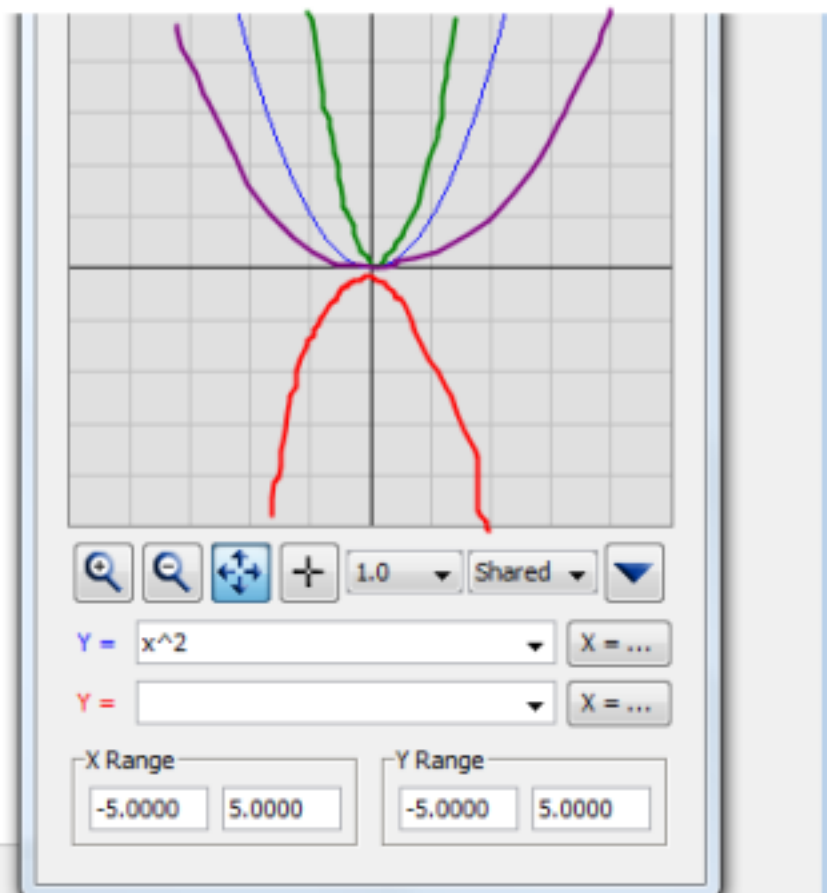 1.0 Shared
Y = x^2 X = ...
Y = X = ...
X Range Y Range
-5.0000 5.0000 -5.0000 5.0000